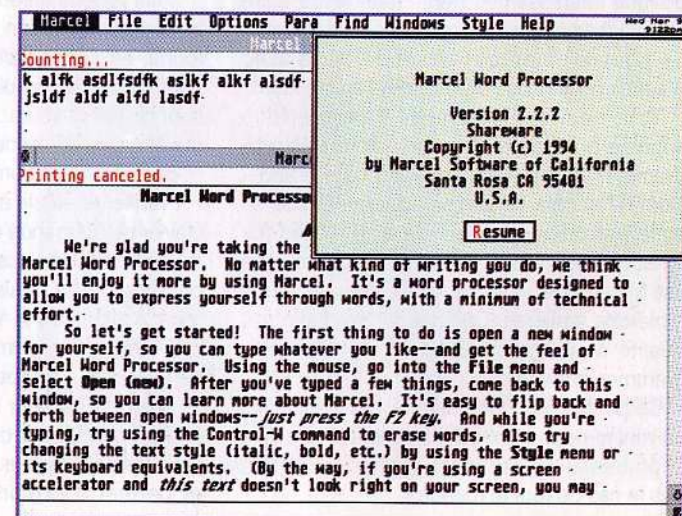 Marcel File Edit Options Para Find Windows Style Help
Wed Mar 9
9:22pm
Marcel
Counting...
k alfk asdlfsdfk aslkf alkf alsdf
jsldf aldf alfd lasdf
Marcel Word Processor
Version 2.2.2
Shareware
Copyright (c) 1994
by Marcel Software of California
Santa Rosa CA 95401
U.S.A.
Resume
Marc
Printing canceled.
Marcel Word Processo
We're glad you're taking the
Marcel Word Processor. No matter what kind of writing you do, we think
you'll enjoy it more by using Marcel. It's a word processor designed to
allow you to express yourself through words, with a minimum of technical
effort.
So let's get started! The first thing to do is open a new window
for yourself, so you can type whatever you like--and get the feel of
Marcel Word Processor. Using the mouse, go into the File menu and
select Open (new). After you've typed a few things, come back to this
window, so you can learn more about Marcel. It's easy to flip back and
forth between open windows--just press the F2 key. And while you're
typing, try using the Control-W command to erase words. Also try
changing the text style (italic, bold, etc.) by using the Style menu or
its keyboard equivalents. (By the way, if you're using a screen
accelerator and this text doesn't look right on your screen, you may